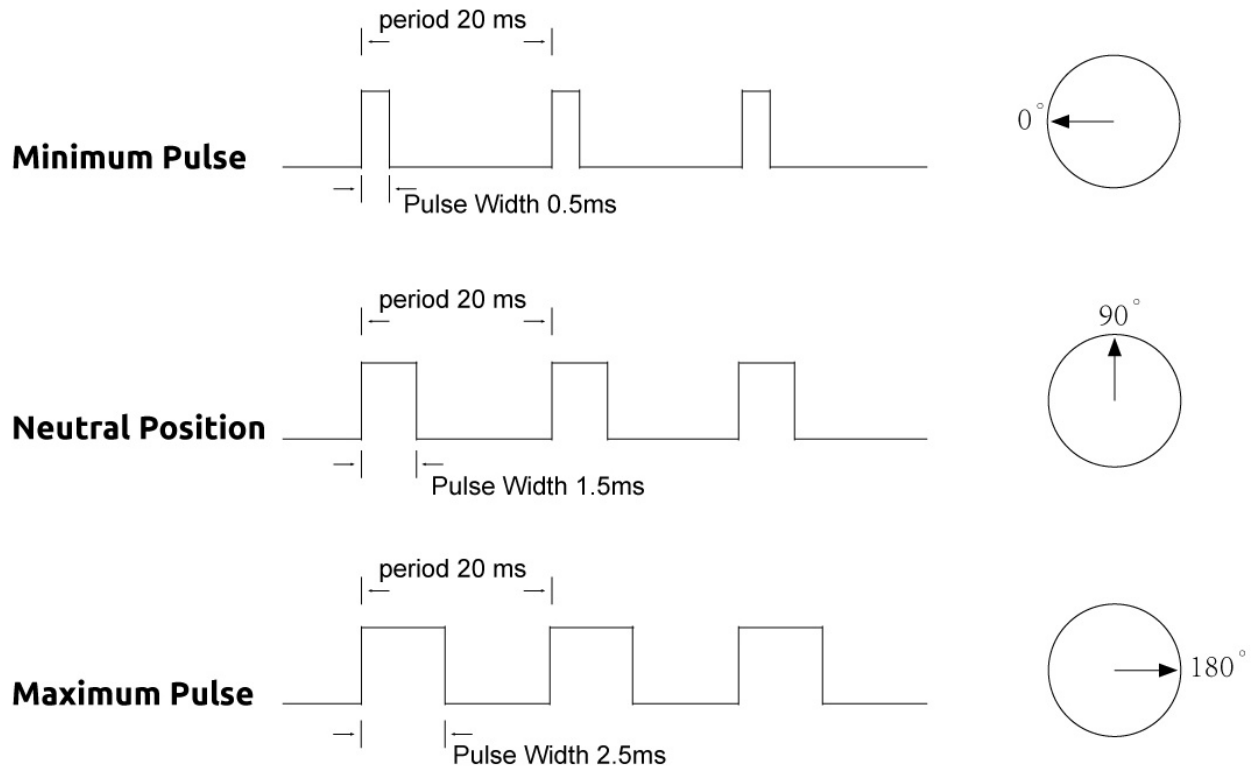 period 20 ms
Minimum Pulse
0°
Pulse Width 0.5ms
period 20 ms
90°
Neutral Position
Pulse Width 1.5ms
period 20 ms
Maximum Pulse
180°
Pulse Width 2.5ms